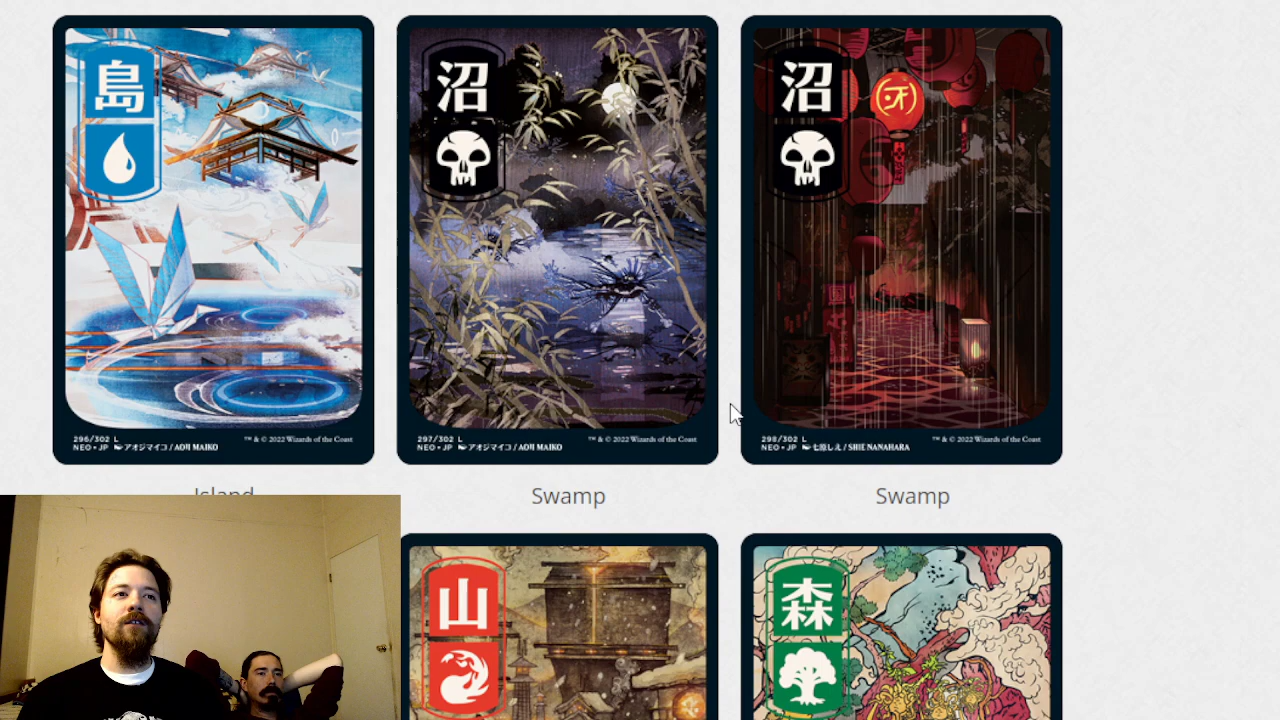 島
296/302 L
NEO • JP アオジマイコ / AOJI MAIKO
™ & © 2022 Wizards of the Coast
沼
297/302 L
NEO • JP アオジマイコ / AOJI MAIKO
™ & © 2022 Wizards of the Coast
沼
298/302 L
NEO • JP 七原しえ / SHIE NANAHARA
™ & © 2022 Wizards of the Coast
Island
Swamp
Swamp
山
森